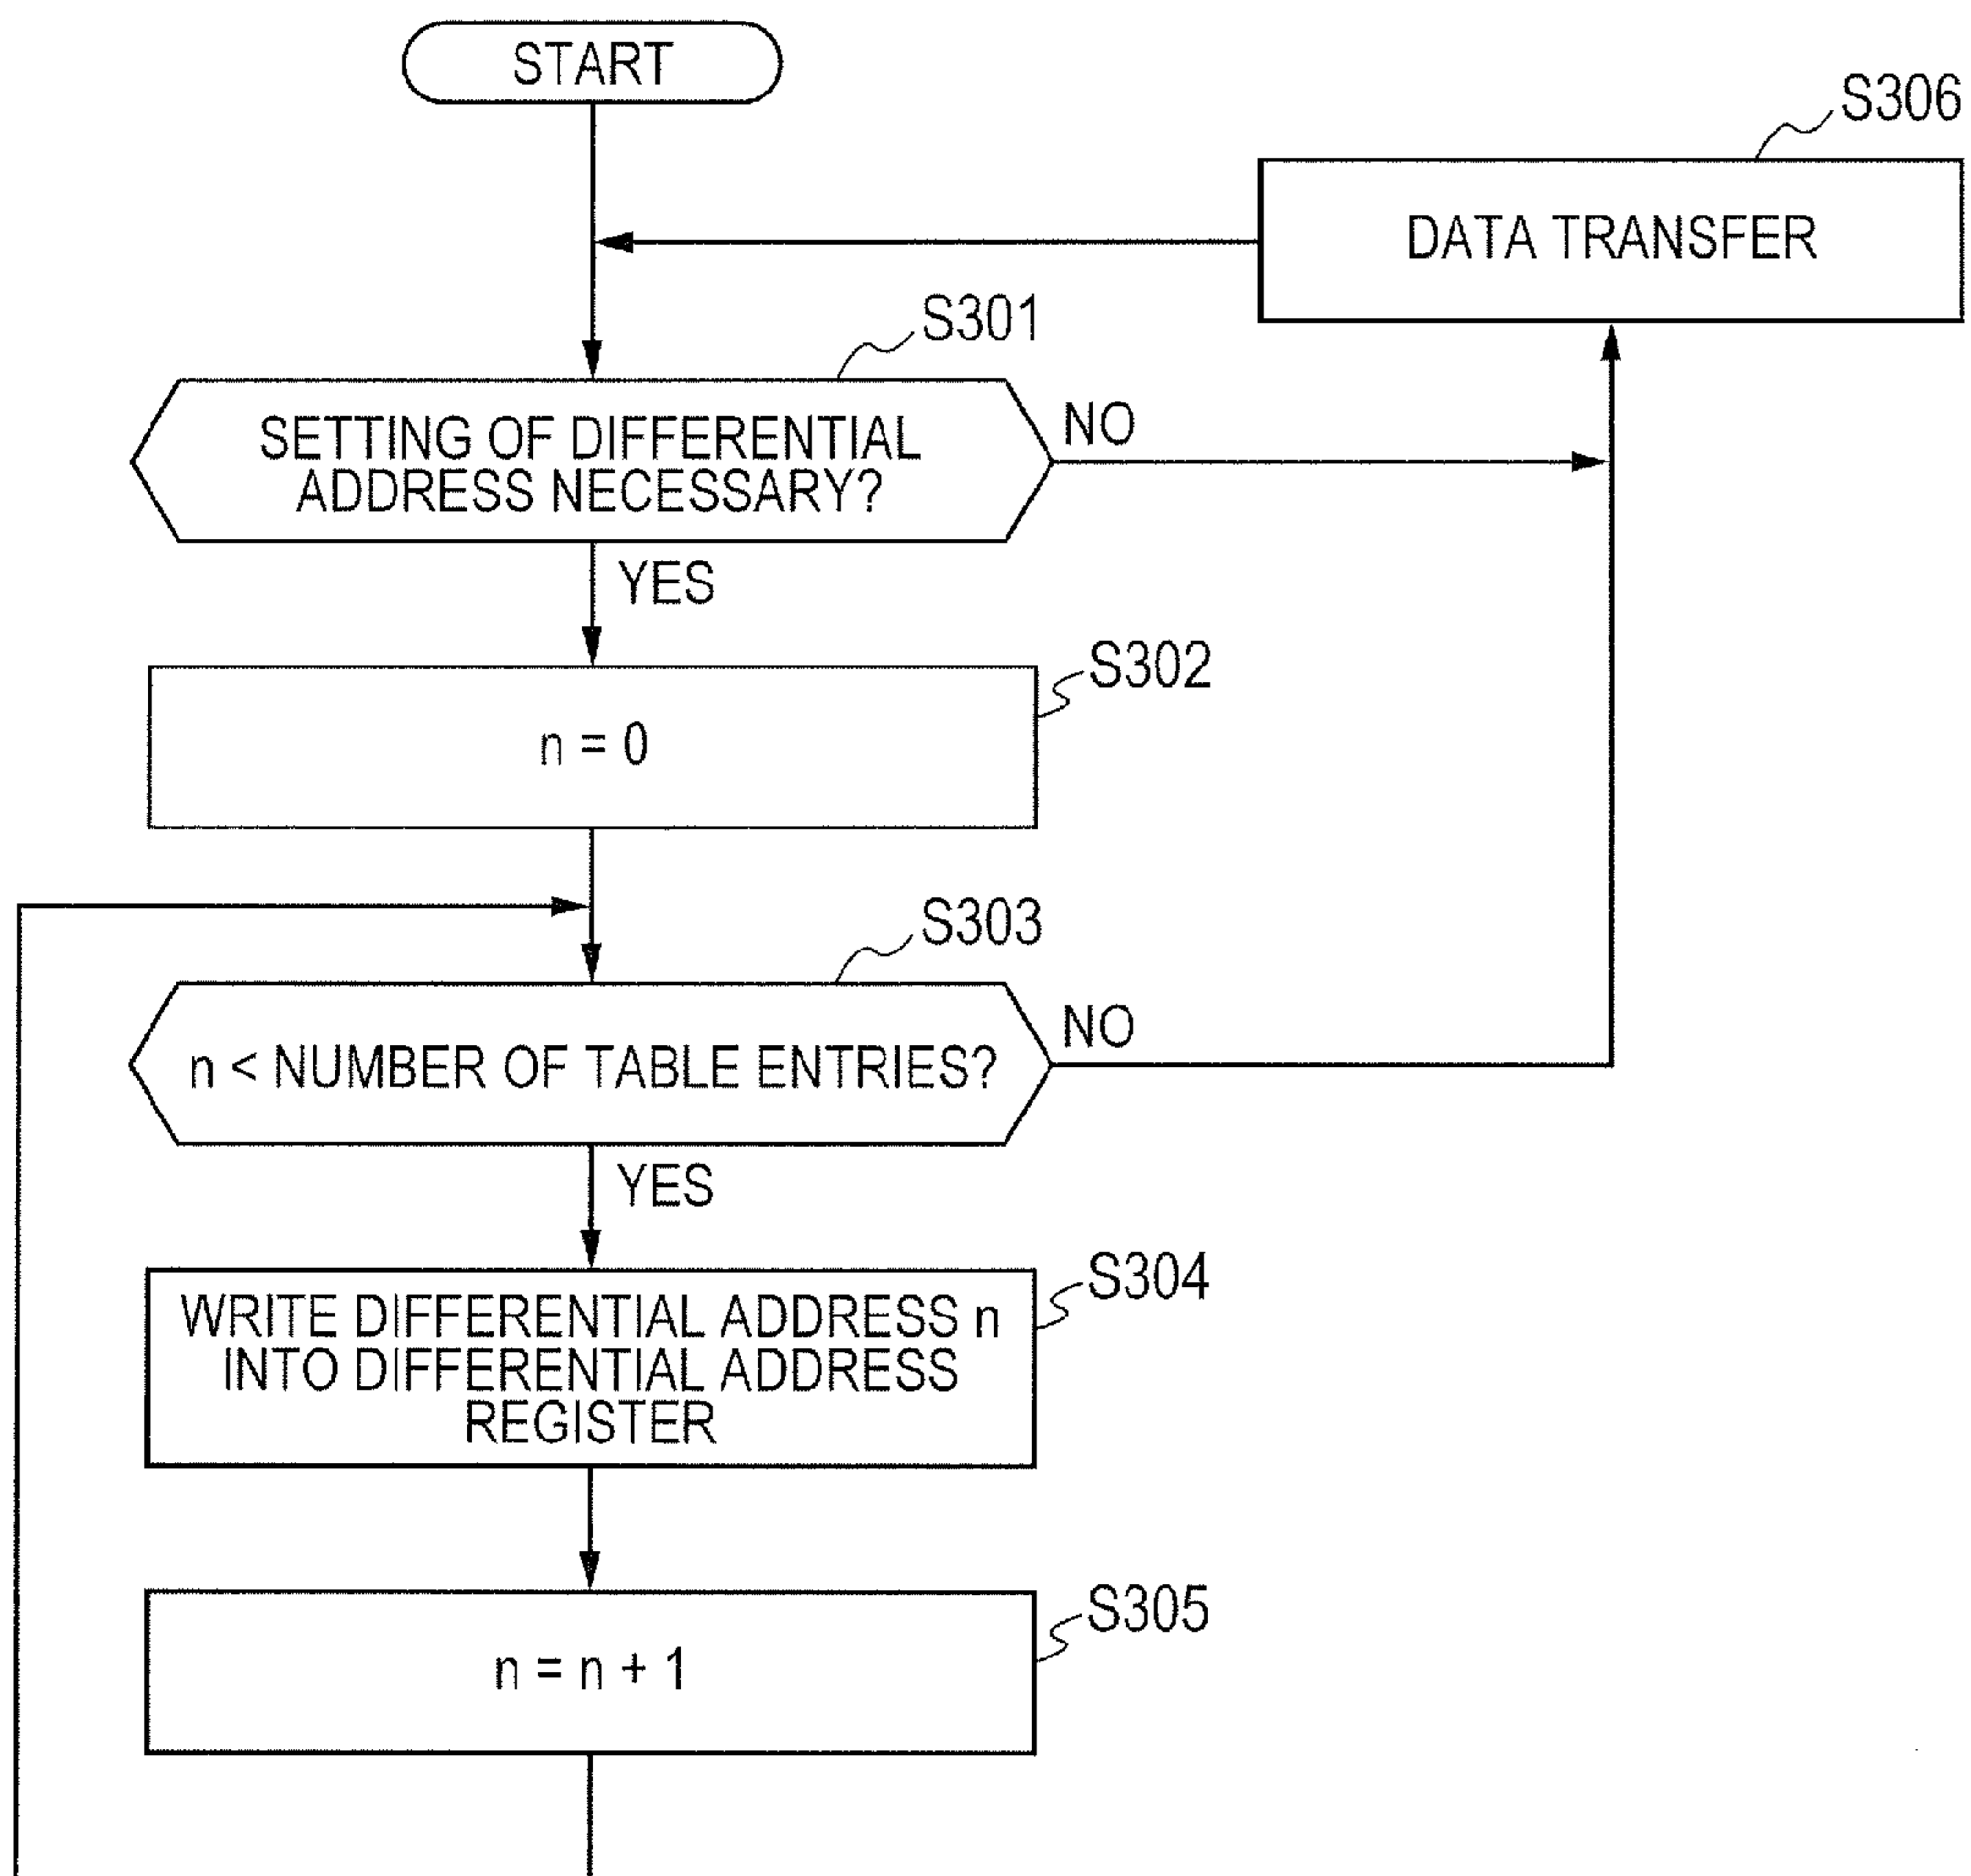 START
S306
DATA TRANSFER
S301
SETTING OF DIFFERENTIAL
ADDRESS NECESSARY?
NO
YES
S302
n = 0
S303
n < NUMBER OF TABLE ENTRIES?
NO
YES
S304
WRITE DIFFERENTIAL ADDRESS n
INTO DIFFERENTIAL ADDRESS
REGISTER
S305
n = n + 1